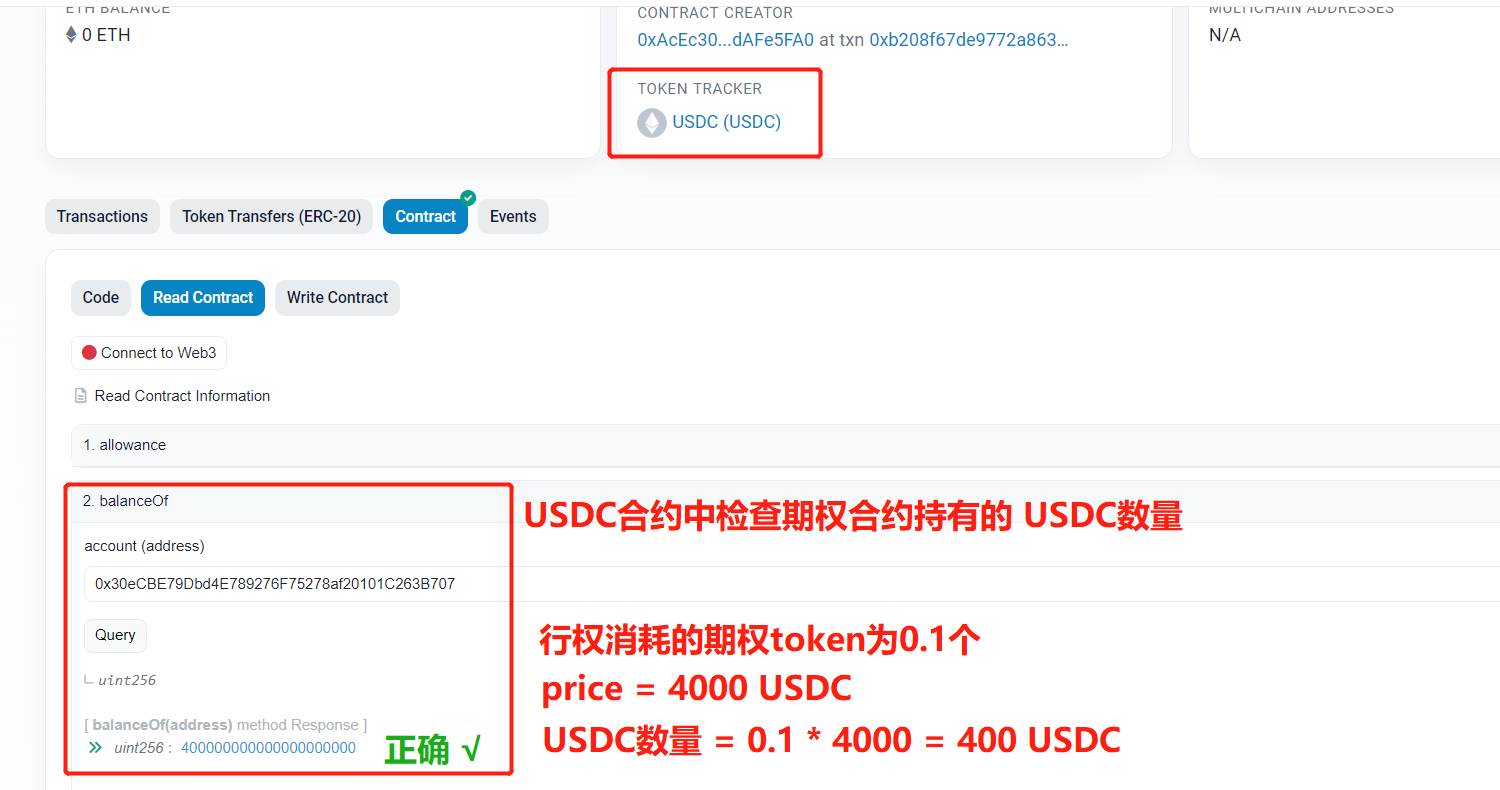 ETH BALANCE
0 ETH
CONTRACT CREATOR
0xAcEc30...dAFe5FA0 at txn 0xb208f67de9772a863...
TOKEN TRACKER
USDC (USDC)
MULTICHAIN ADDRESSES
N/A
Transactions
Token Transfers (ERC-20)
Contract
Events
Code
Read Contract
Write Contract
Connect to Web3
Read Contract Information
1. allowance
2. balanceOf
USDC合约中检查期权合约持有的 USDC数量
account (address)
0x30eCBE79Dbd4E789276F75278af20101C263B707
Query
行权消耗的期权token为0.1个
uint256
price = 4000 USDC
[ balanceOf(address) method Response ]
uint256 : 400000000000000000000
正确 √
USDC数量 = 0.1 * 4000 = 400 USDC